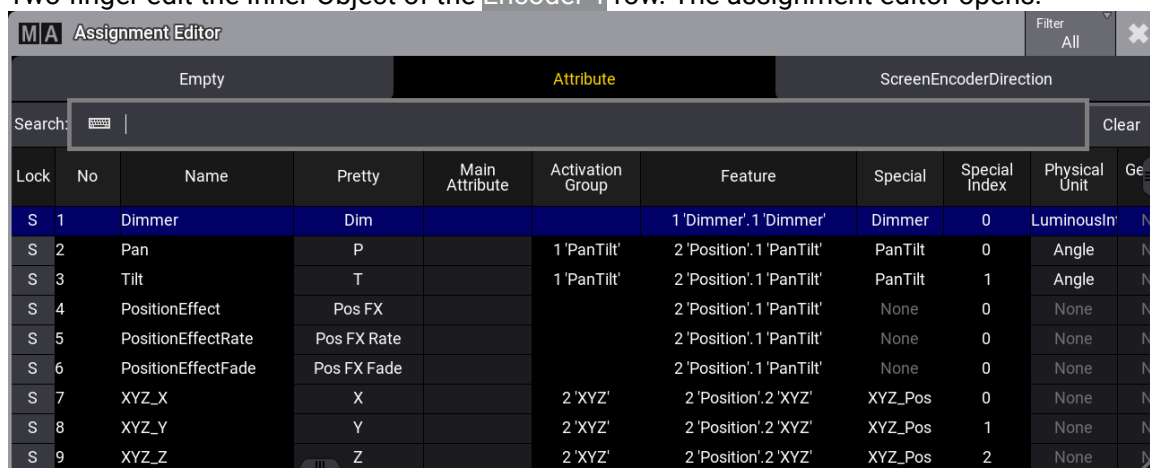 Two-finger edit the Inner Object of the Encoder 1 row. The assignment editor opens.
MA Assignment Editor Filter All
Empty Attribute ScreenEncoderDirection
Search: Clear
Lock No Name Pretty Main Attribute Activation Group Feature Special Special Index Physical Unit Ge
S 1 Dimmer Dim 1 'Dimmer'.1 'Dimmer' Dimmer 0 LuminousIn
S 2 Pan P 1 'PanTilt' 2 'Position'.1 'PanTilt' PanTilt 0 Angle N
S 3 Tilt T 1 'PanTilt' 2 'Position'.1 'PanTilt' PanTilt 1 Angle N
S 4 PositionEffect Pos FX 2 'Position'.1 'PanTilt' None 0 None N
S 5 PositionEffectRate Pos FX Rate 2 'Position'.1 'PanTilt' None 0 None N
S 6 PositionEffectFade Pos FX Fade 2 'Position'.1 'PanTilt' None 0 None N
S 7 XYZ_X X 2 'XYZ' 2 'Position'.2 'XYZ' XYZ_Pos 0 None N
S 8 XYZ_Y Y 2 'XYZ' 2 'Position'.2 'XYZ' XYZ_Pos 1 None N
S 9 XYZ_Z Z 2 'XYZ' 2 'Position'.2 'XYZ' XYZ_Pos 2 None